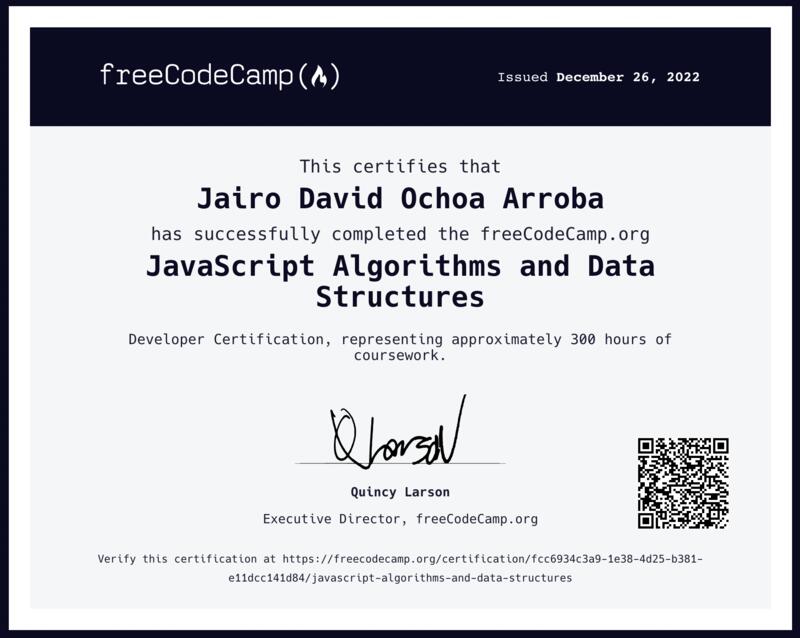 freeCodeCamp(🔥)
Issued December 26, 2022
This certifies that
Jairo David Ochoa Arroba
has successfully completed the freeCodeCamp.org
JavaScript Algorithms and Data
Structures
Developer Certification, representing approximately 300 hours of
coursework.
Q Larson
Quincy Larson
Executive Director, freeCodeCamp.org
Verify this certification at https://freecodecamp.org/certification/fcc6934c3a9-1e38-4d25-b381-
e11dcc141d84/javascript-algorithms-and-data-structures